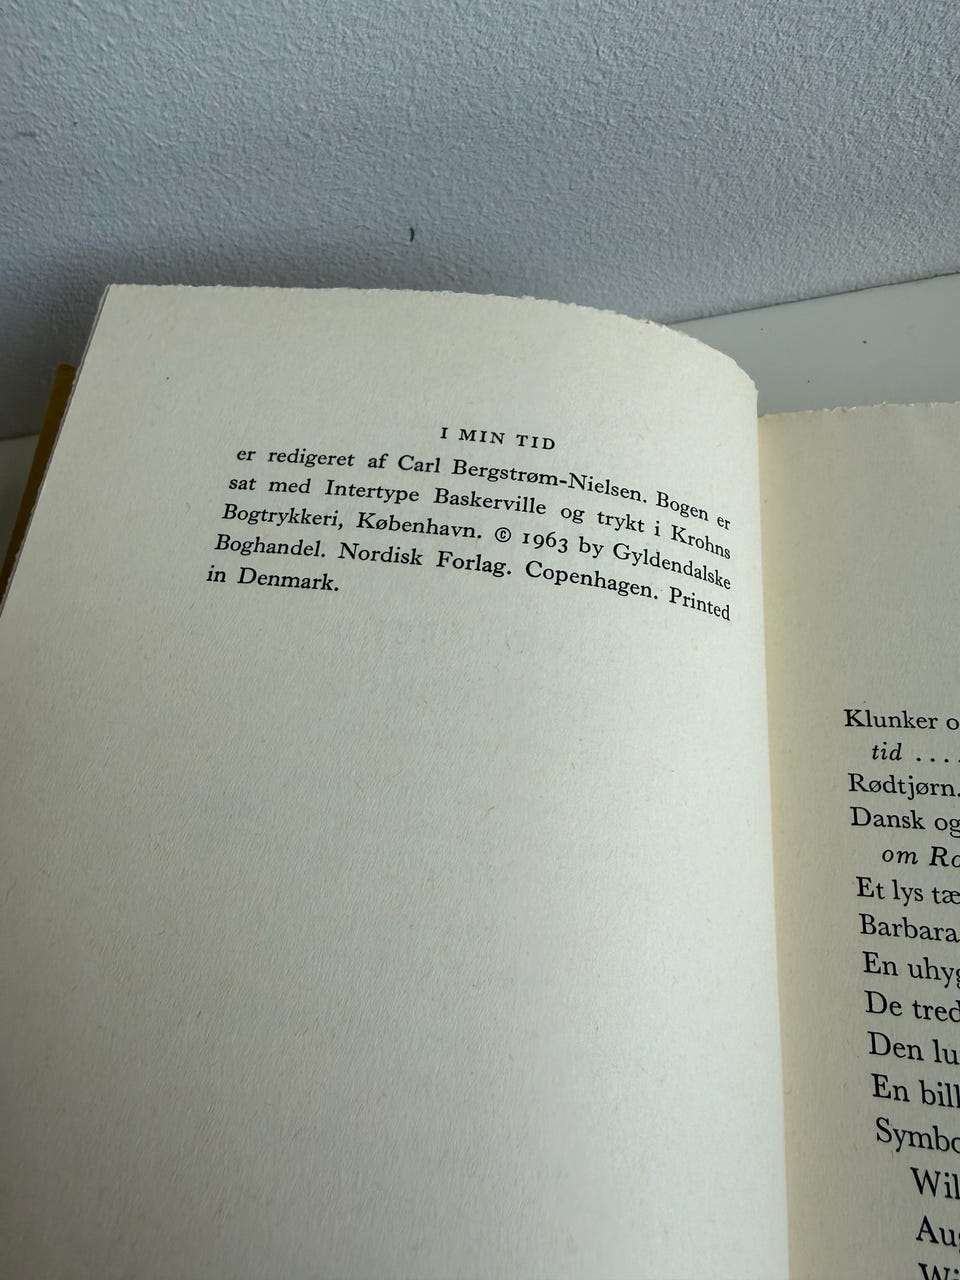 I MIN TID
er redigeret af Carl Bergstrøm-Nielsen. Bogen er
sat med Intertype Baskerville og trykt i Krohns
Bogtrykkeri, København. © 1963 by Gyldendalske
Boghandel. Nordisk Forlag. Copenhagen. Printed
in Denmark.
Klunker o
tid ....
Rødtjørn.
Dansk og
om Ro
Et lys tæ
Barbara
En uhyg
De tred
Den lu
En bill
Symbo
Wil
Aug
Wi